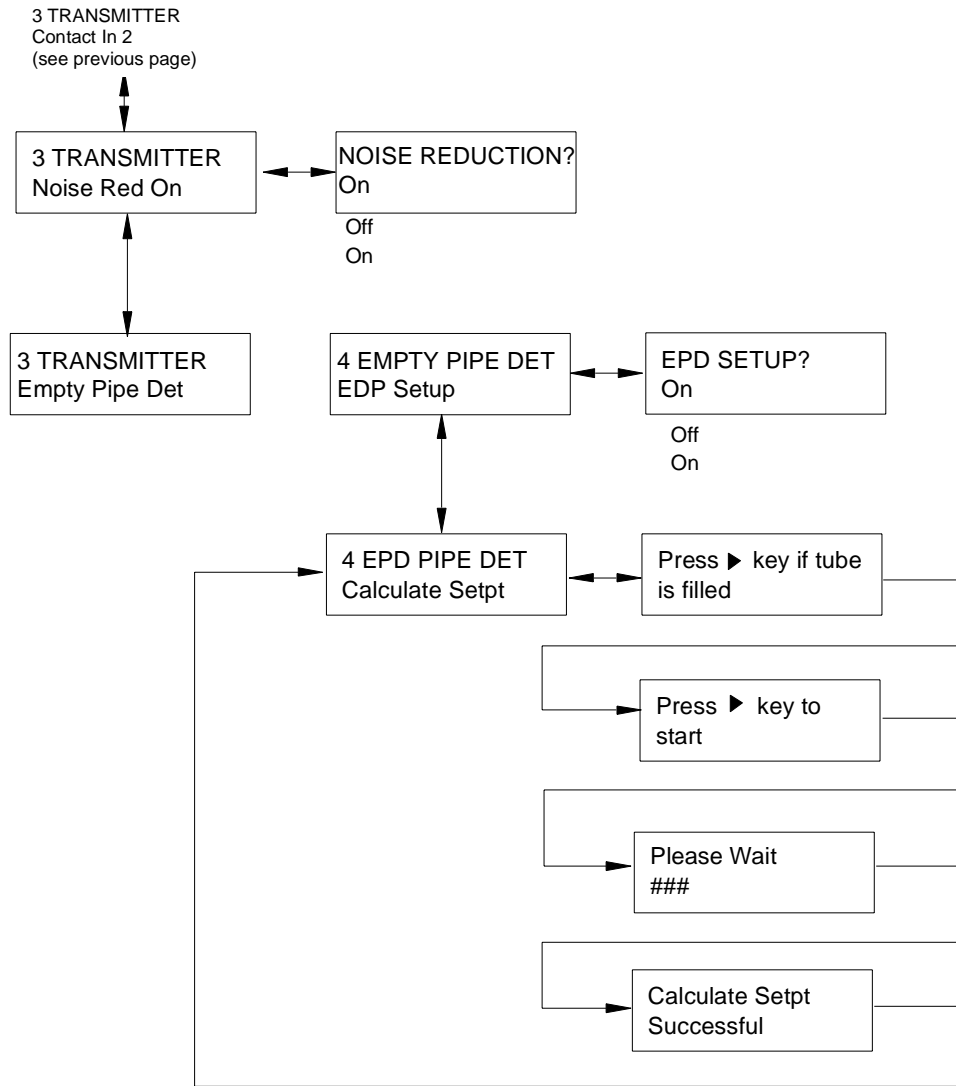 3 TRANSMITTER
Contact In 2
(see previous page)
3 TRANSMITTER
Noise Red On
NOISE REDUCTION?
On
Off
On
3 TRANSMITTER
Empty Pipe Det
4 EMPTY PIPE DET
EDP Setup
EPD SETUP?
On
Off
On
4 EPD PIPE DET
Calculate Setpt
Press ▶ key if tube
is filled
Press ▶ key to
start
Please Wait
###
Calculate Setpt
Successful